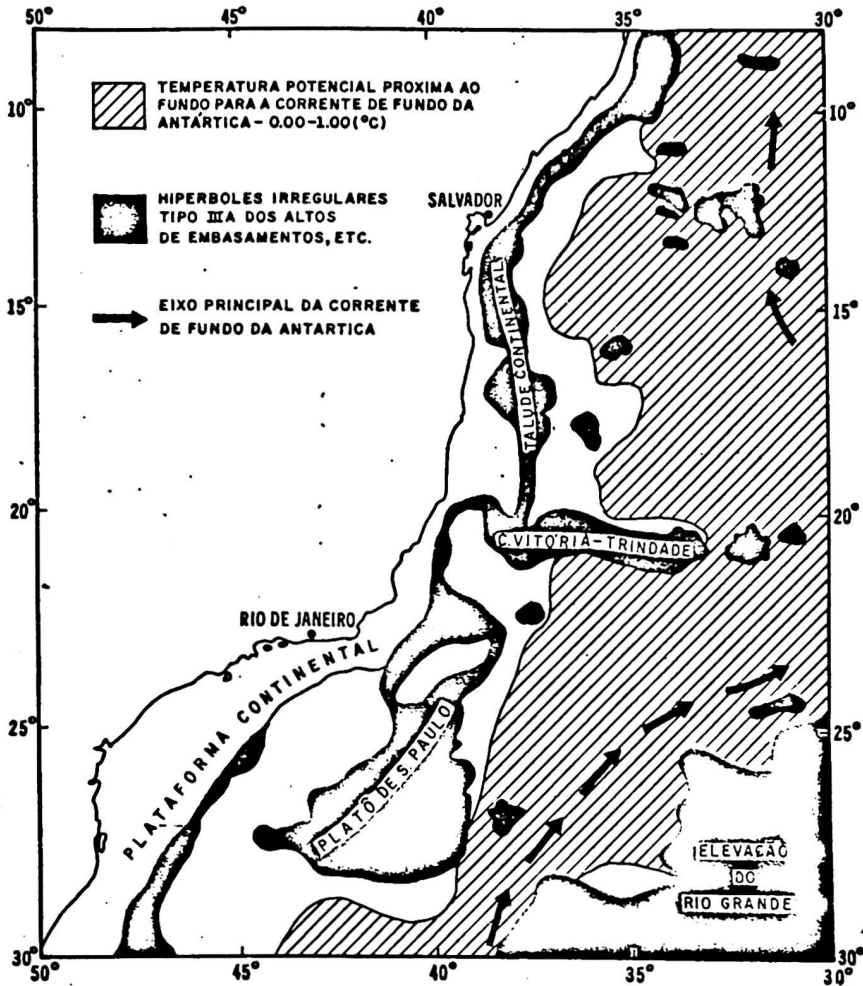 50° 45° 40° 35° 30°
TEMPERATURA POTENCIAL PROXIMA AO
FUNDO PARA A CORRENTE DE FUNDO DA
ANTÁRTICA - 0.00-1.00 (°C)
10° 10°
HIPERBOLES IRREGULARES
TIPO IIIA DOS ALTOS
DE EMBASAMENTOS, ETC.
SALVADOR
EIXO PRINCIPAL DA CORRENTE
DE FUNDO DA ANTARTICA
15° 15°
TALUDE CONTINENTAL
20° 20°
C. VITÓRIA-TRINDADE
RIO DE JANEIRO
PLATAFORMA CONTINENTAL
25° 25°
PLATÔ DE S PAULO
ELEVAÇÃO
DO
RIO GRANDE
30° 30°
50° 45° 40° 35° 30°